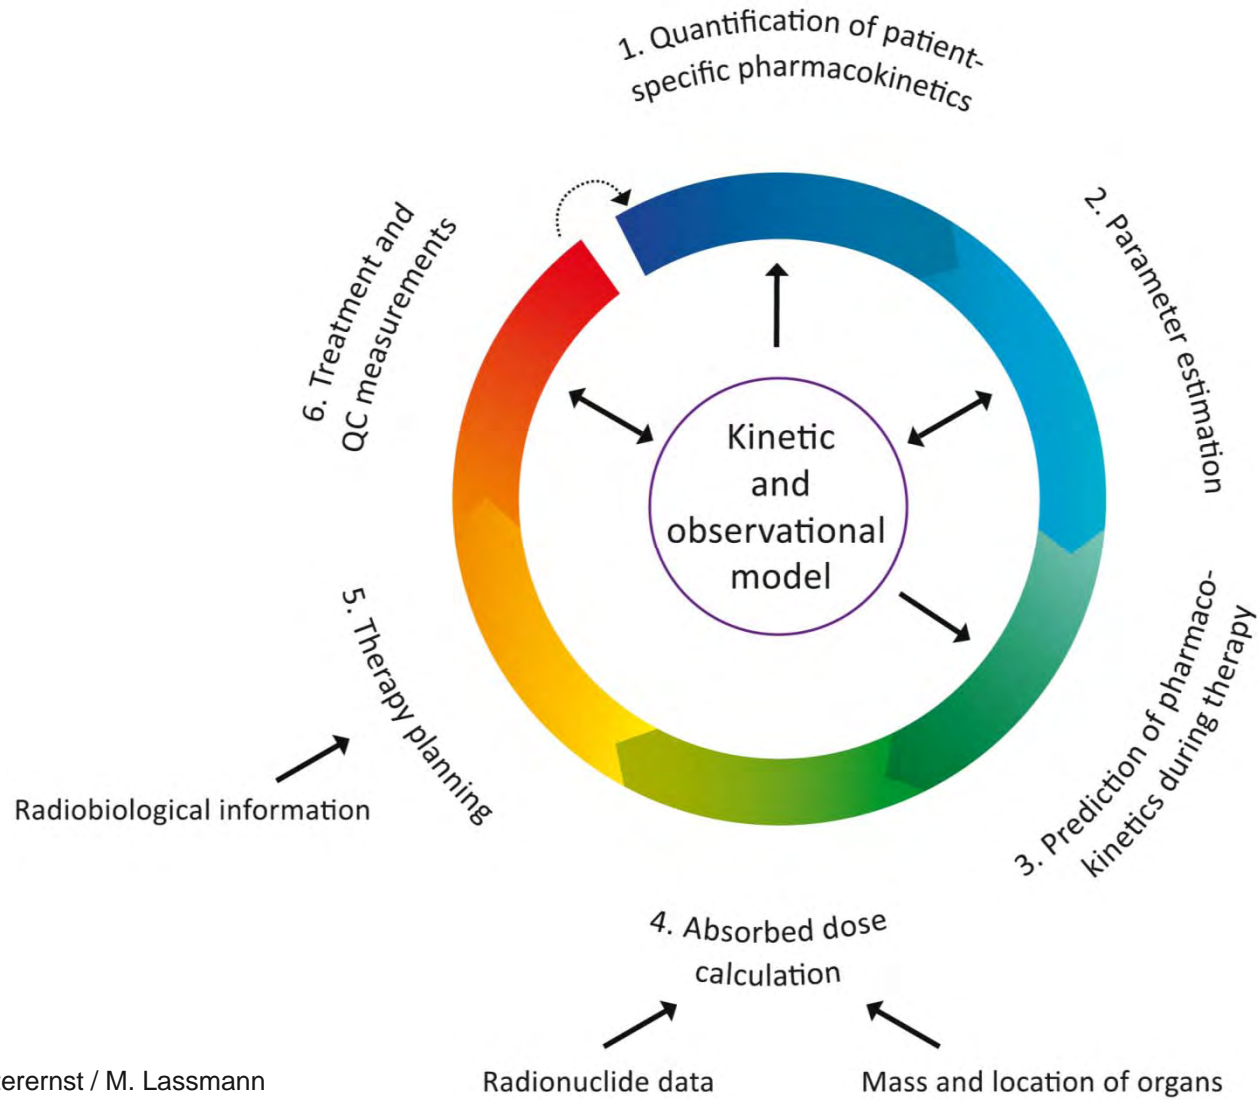 1. Quantification of patient-
specific pharmacokinetics
2. Parameter estimation
3. Prediction of pharmaco-
kinetics during therapy
4. Absorbed dose
calculation
5. Therapy planning
6. Treatment and
QC measurements
Kinetic
and
observational
model
Radiobiological information
Radionuclide data
Mass and location of organs
/ M. Lassmann